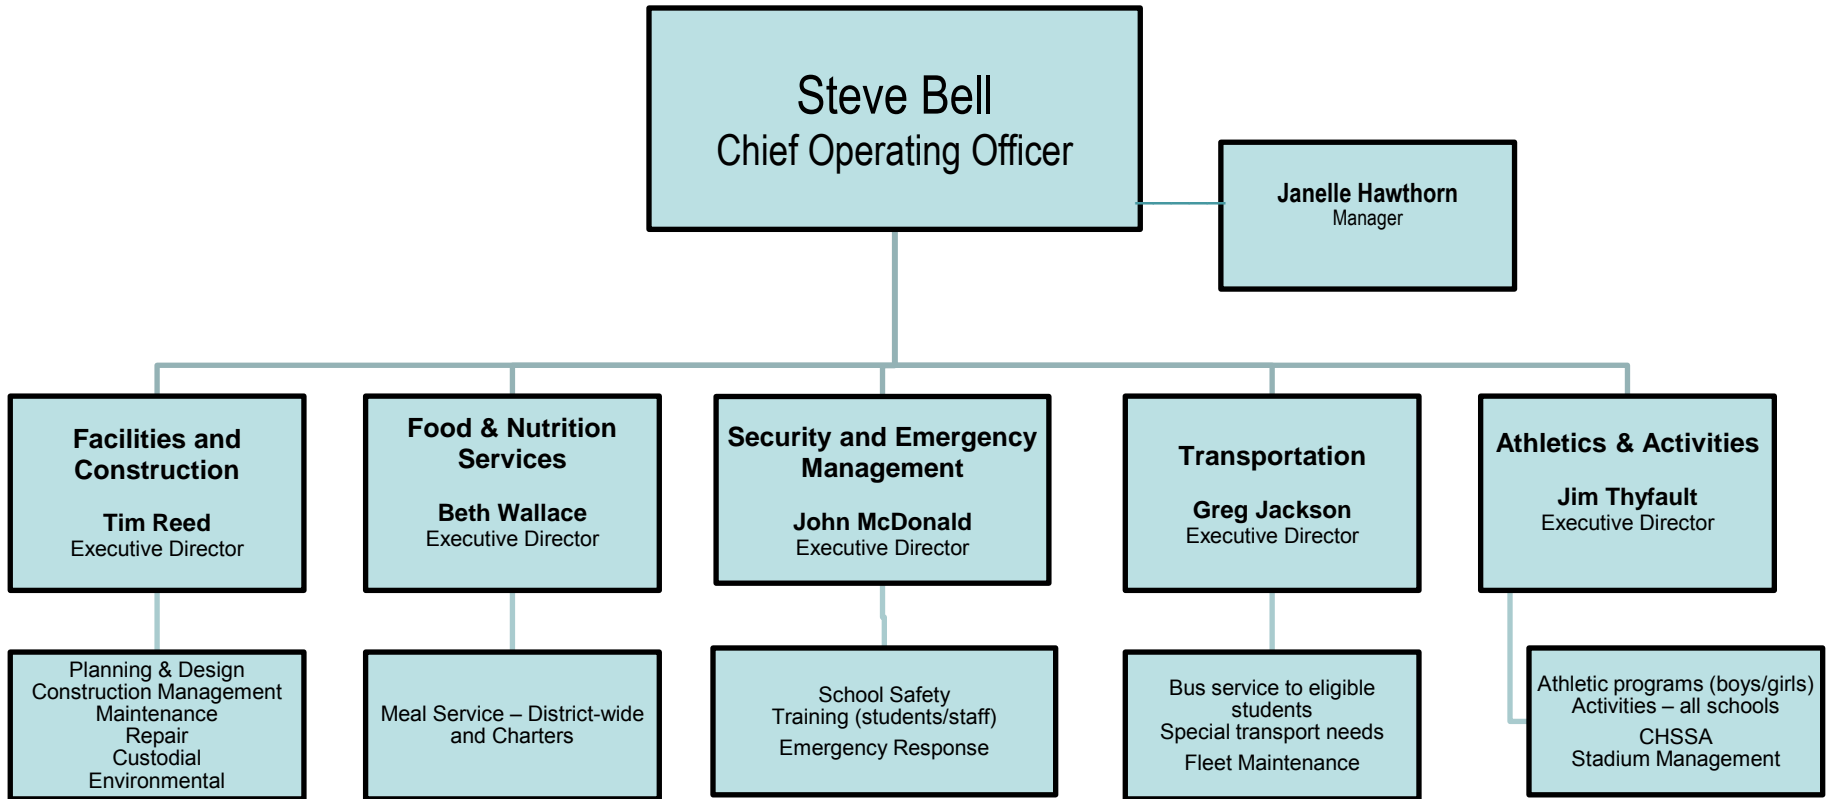 Steve Bell
Chief Operating Officer
Janelle Hawthorn
Manager
Facilities and
Construction
Tim Reed
Executive Director
Food & Nutrition
Services
Beth Wallace
Executive Director
Security and Emergency
Management
John McDonald
Executive Director
Transportation
Greg Jackson
Executive Director
Athletics & Activities
Jim Thyfault
Executive Director
Planning & Design
Construction Management
Maintenance
Repair
Custodial
Environmental
Meal Service – District-wide
and Charters
School Safety
Training (students/staff)
Emergency Response
Bus service to eligible
students
Special transport needs
Fleet Maintenance
Athletic programs (boys/girls)
Activities – all schools
CHSSA
Stadium Management